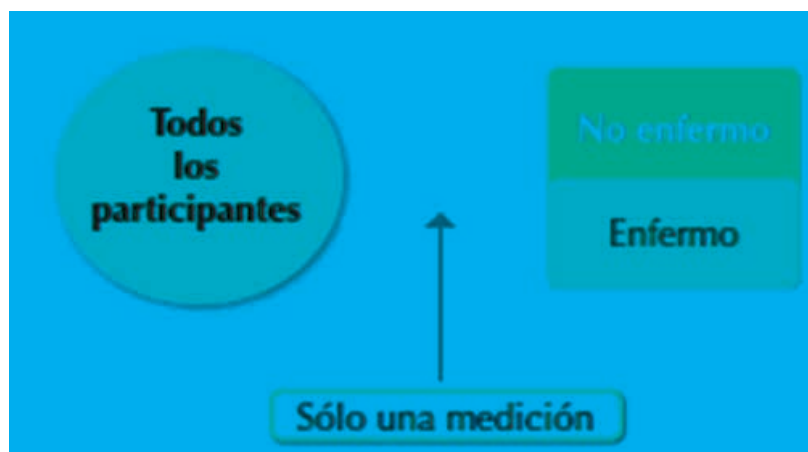 Todos
los
participantes
No enfermo
Enfermo
Sólo una medición